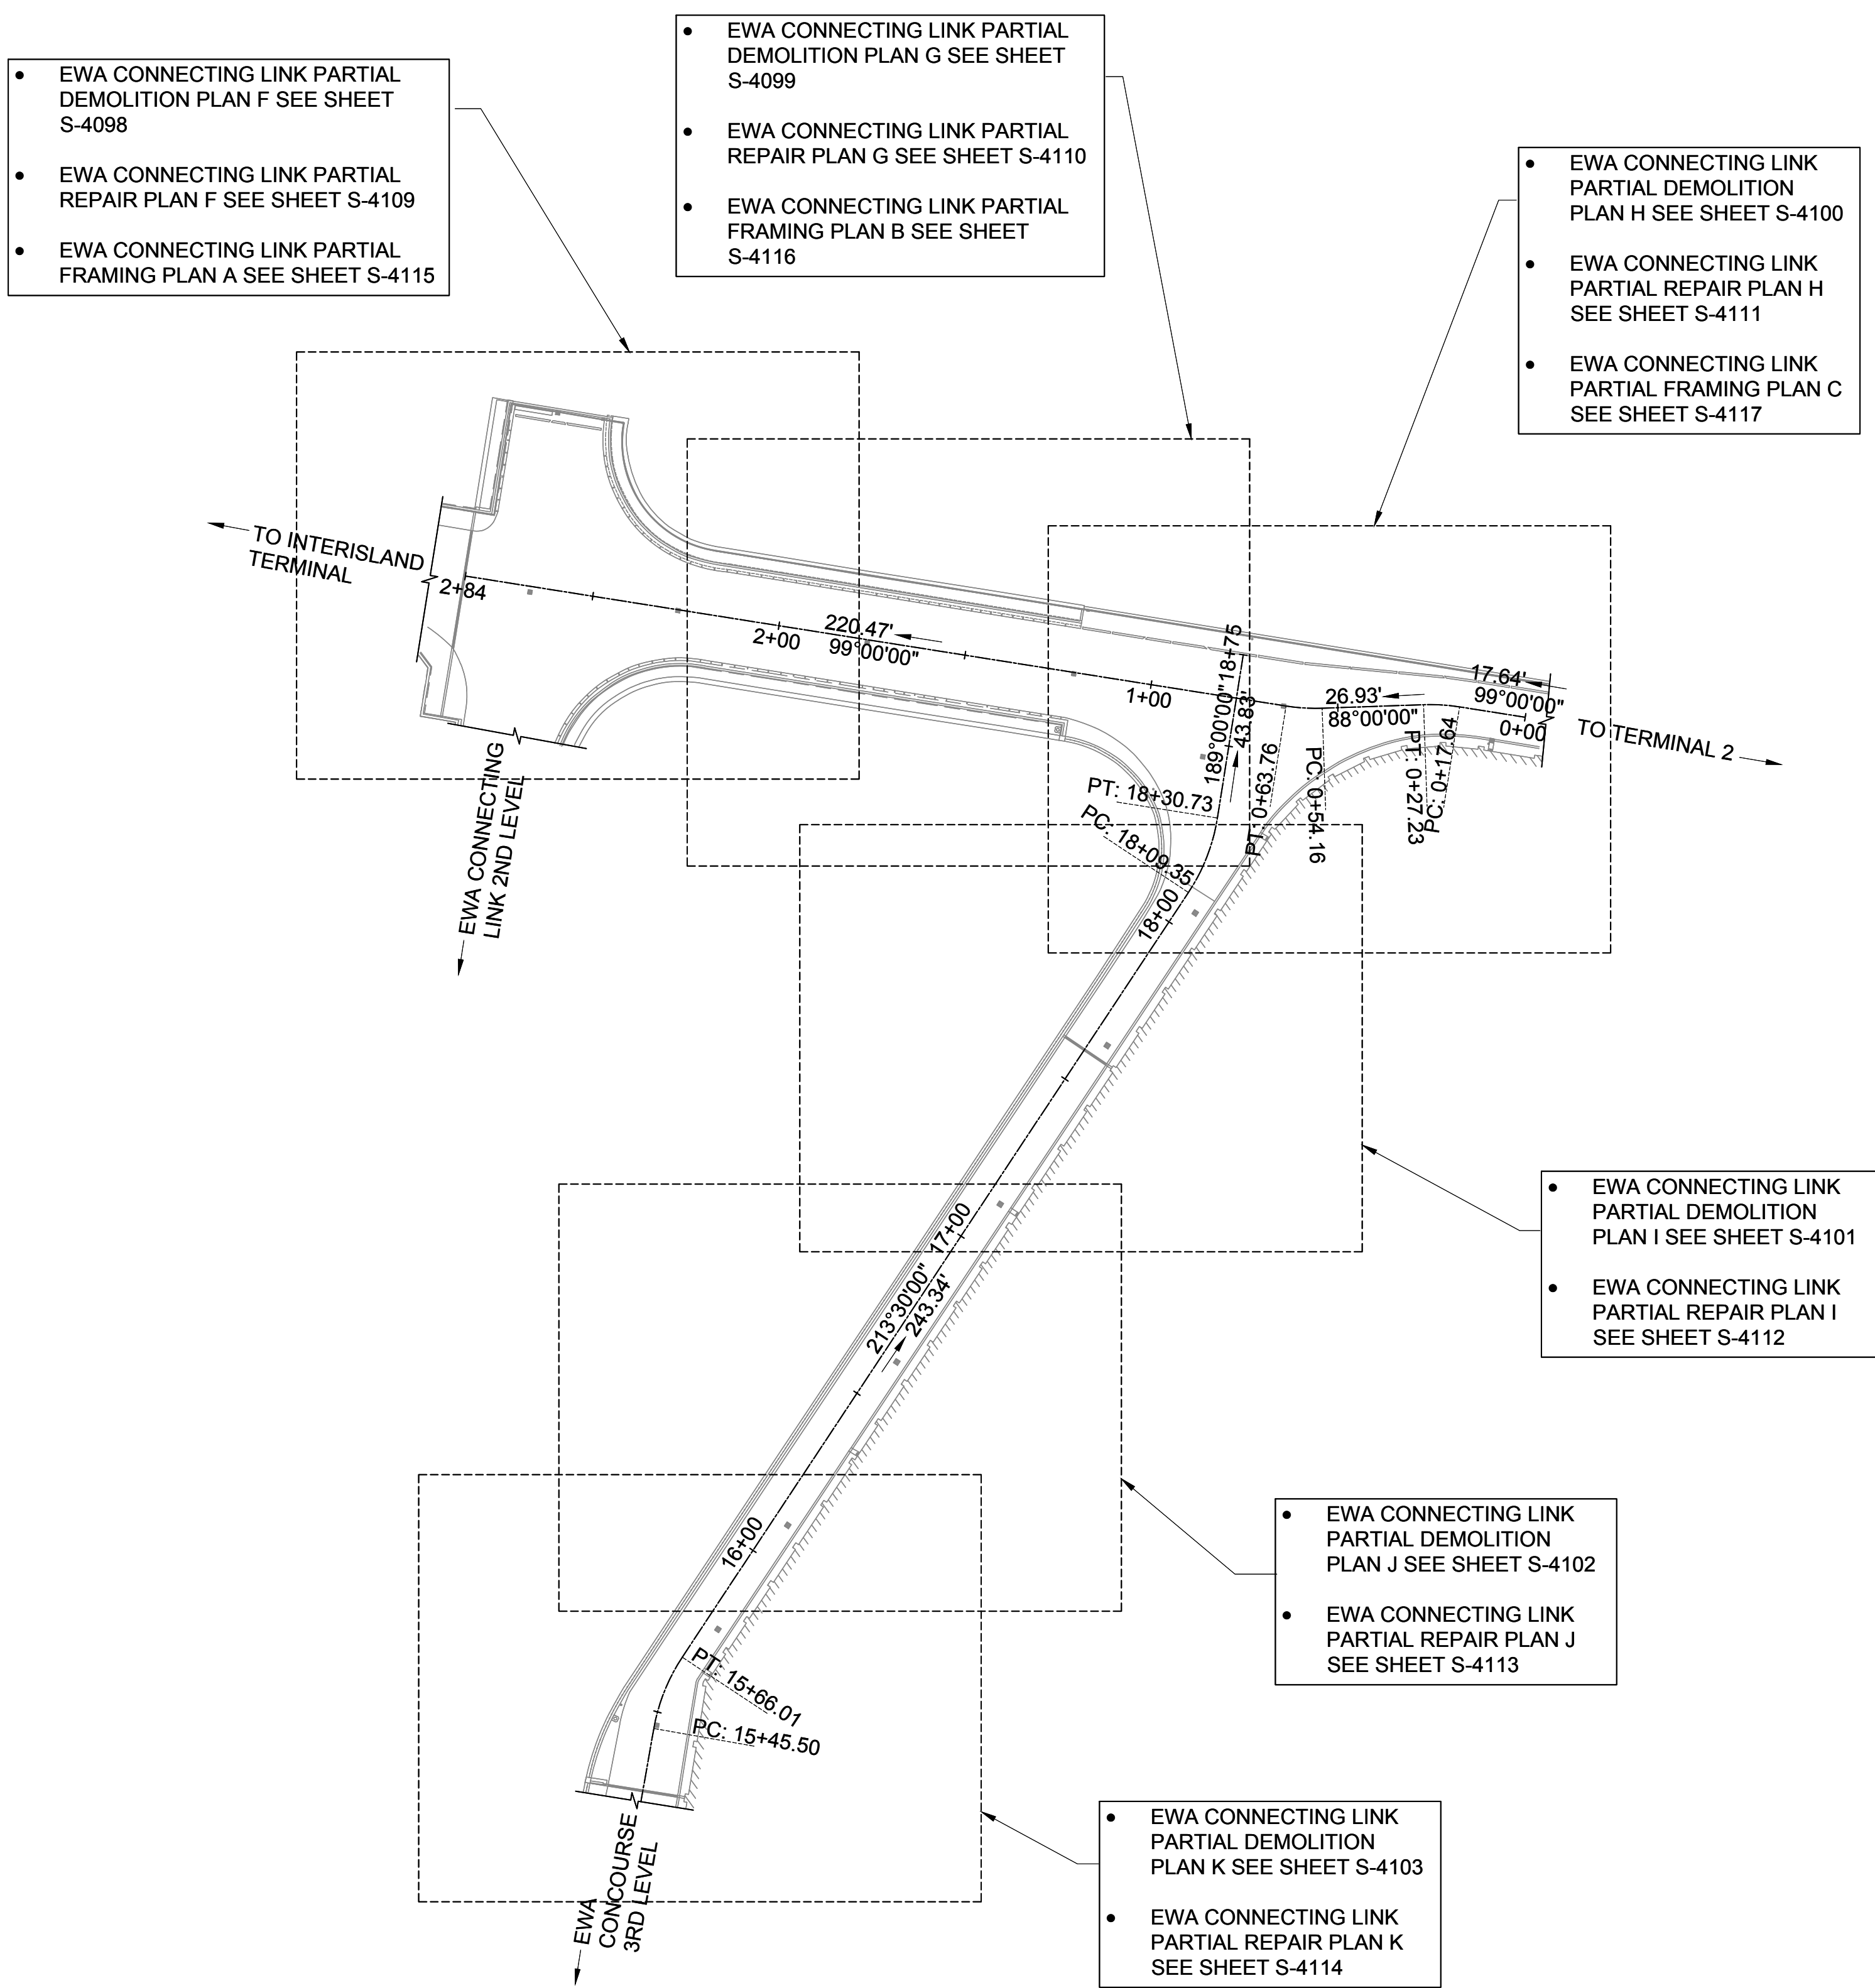 • EWA CONNECTING LINK PARTIAL
DEMOLITION PLAN F SEE SHEET
S-4098
• EWA CONNECTING LINK PARTIAL
REPAIR PLAN F SEE SHEET S-4109
• EWA CONNECTING LINK PARTIAL
FRAMING PLAN A SEE SHEET S-4115
• EWA CONNECTING LINK PARTIAL
DEMOLITION PLAN G SEE SHEET
S-4099
• EWA CONNECTING LINK PARTIAL
REPAIR PLAN G SEE SHEET S-4110
• EWA CONNECTING LINK PARTIAL
FRAMING PLAN B SEE SHEET
S-4116
• EWA CONNECTING LINK
PARTIAL DEMOLITION
PLAN H SEE SHEET S-4100
• EWA CONNECTING LINK
PARTIAL REPAIR PLAN H
SEE SHEET S-4111
• EWA CONNECTING LINK
PARTIAL FRAMING PLAN C
SEE SHEET S-4117
TO INTERISLAND
TERMINAL
2+84
2+00
220.47'
99°00'00"
1+00
189°00'00"
18+75
43.83'
26.93'
88°00'00"
17.64'
99°00'00"
0+00
TO TERMINAL 2
PT: 0+63.76
PC: 0+54.16
PT: 0+27.23
PC: 0+17.64
PT: 18+30.73
PC: 18+09.35
18+00
EWA CONNECTING
LINK 2ND LEVEL
17+00
213°30'00"
243.34'
16+00
PT: 15+66.01
PC: 15+45.50
EWA
CONCOURSE
3RD LEVEL
• EWA CONNECTING LINK
PARTIAL DEMOLITION
PLAN I SEE SHEET S-4101
• EWA CONNECTING LINK
PARTIAL REPAIR PLAN I
SEE SHEET S-4112
• EWA CONNECTING LINK
PARTIAL DEMOLITION
PLAN J SEE SHEET S-4102
• EWA CONNECTING LINK
PARTIAL REPAIR PLAN J
SEE SHEET S-4113
• EWA CONNECTING LINK
PARTIAL DEMOLITION
PLAN K SEE SHEET S-4103
• EWA CONNECTING LINK
PARTIAL REPAIR PLAN K
SEE SHEET S-4114